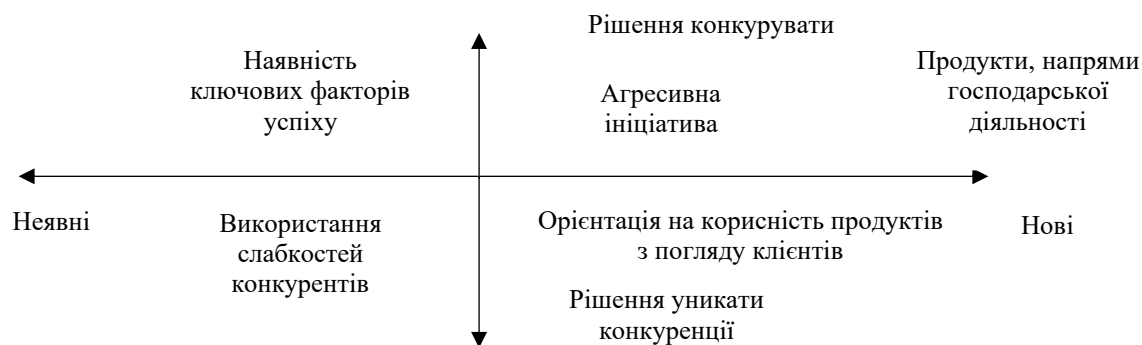 Рішення конкурувати
Наявність
ключових факторів
успіху
Агресивна
ініціатива
Продукти, напрями
господарської
діяльності
Неявні
Використання
слабкостей
конкурентів
Орієнтація на корисність продуктів
з погляду клієнтів
Нові
Рішення уникати
конкуренції